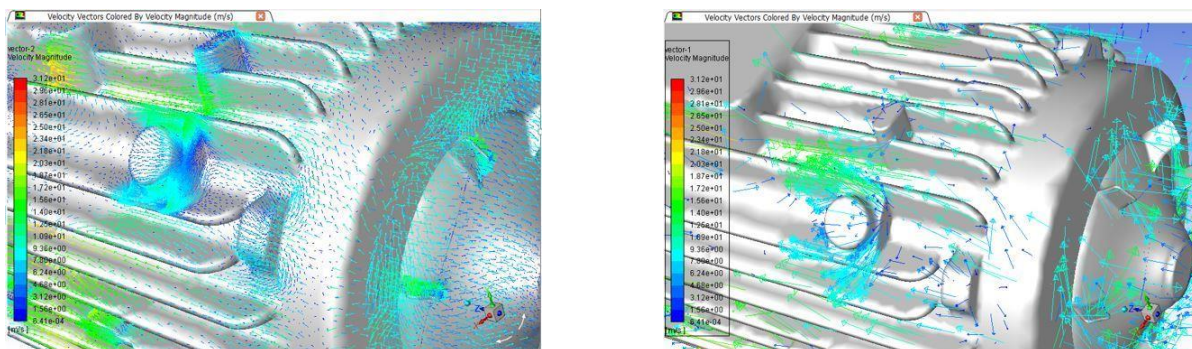 Velocity Vectors Colored By Velocity Magnitude (m/s)
vector-2
Velocity Magnitude
3.12e+01
2.96e+01
2.81e+01
2.65e+01
2.50e+01
2.34e+01
2.18e+01
2.03e+01
1.87e+01
1.72e+01
1.56e+01
1.40e+01
1.25e+01
1.09e+01
9.36e+00
7.80e+00
6.24e+00
4.68e+00
3.12e+00
1.56e+00
6.41e-04
[m/s]
Z
Velocity Vectors Colored By Velocity Magnitude (m/s)
vector-1
Velocity Magnitude
3.12e+01
2.96e+01
2.81e+01
2.65e+01
2.50e+01
2.34e+01
2.18e+01
2.03e+01
1.87e+01
1.72e+01
1.56e+01
1.40e+01
1.25e+01
1.09e+01
9.36e+00
7.80e+00
6.24e+00
4.68e+00
3.12e+00
1.56e+00
6.41e-04
[m/s]
Z